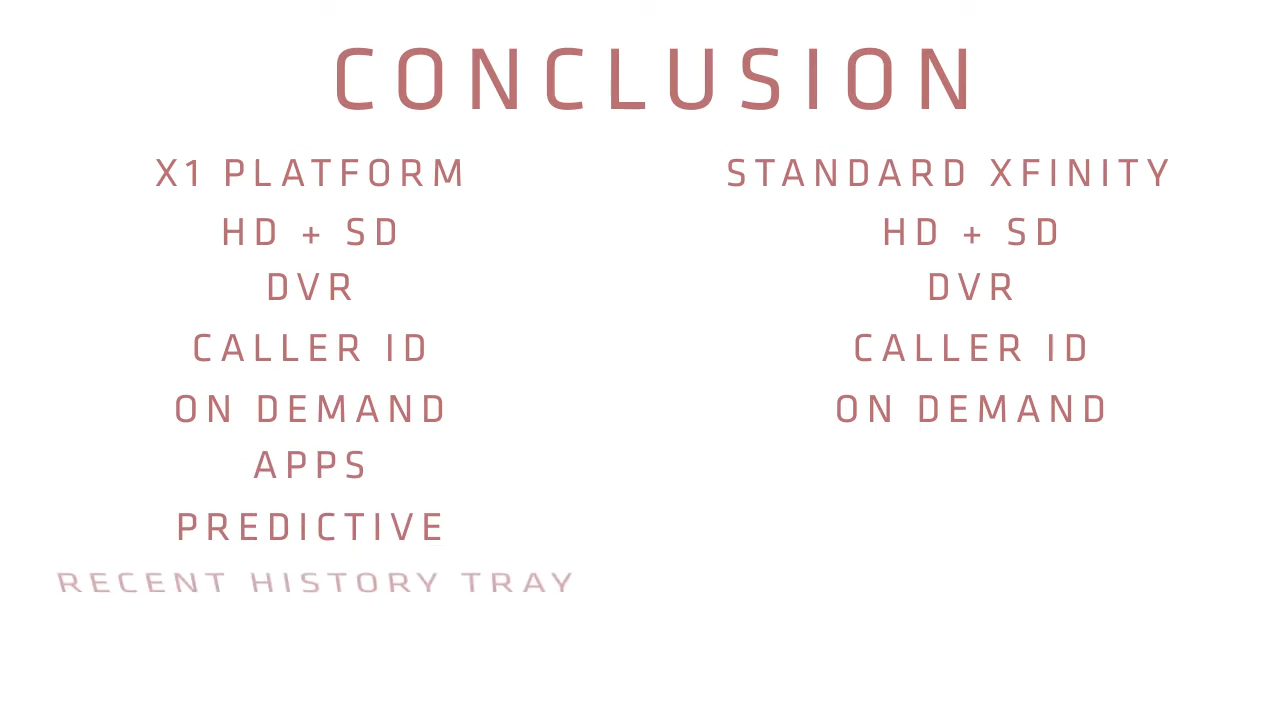 CONCLUSION
X1 PLATFORM
HD + SD
DVR
CALLER ID
ON DEMAND
APPS
PREDICTIVE
RECENT HISTORY TRAY
STANDARD XFINITY
HD + SD
DVR
CALLER ID
ON DEMAND